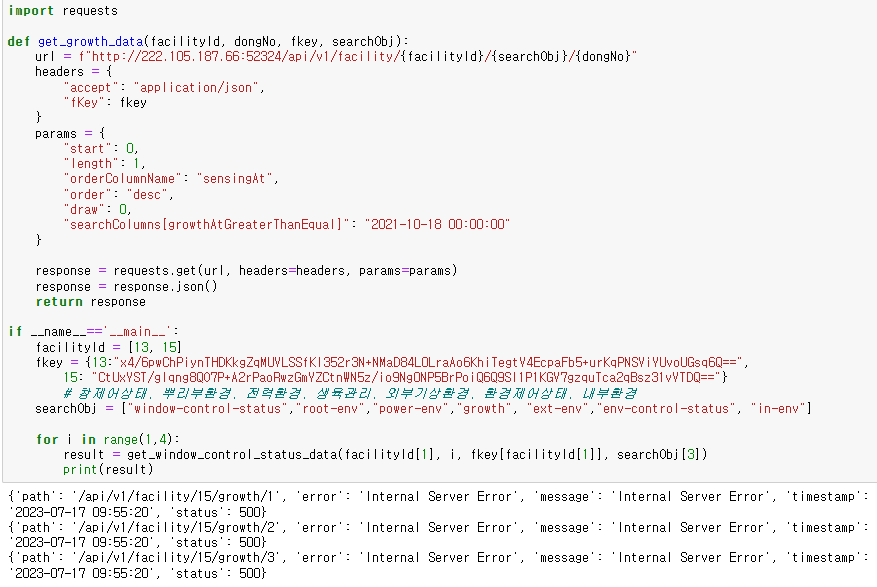 import requests
def get_growth_data(facilityId, dongNo, fkey, searchObj):
    url = f"http://222.105.187.66:52324/api/v1/facility/{facilityId}/{searchObj}/{dongNo}"
    headers = {
        "accept": "application/json",
        "fKey": fkey
    }
    params = {
        "start": 0,
        "length": 1,
        "orderColumnName": "sensingAt",
        "order": "desc",
        "draw": 0,
        "searchColumns[growthAtGreaterThanEqual]": "2021-10-18 00:00:00"
    }
    response = requests.get(url, headers=headers, params=params)
    response = response.json()
    return response
if __name__=='__main__':
    facilityId = [13, 15]
    fkey = {13:"x4/6pwChPiynTHDKkgZqMUYLSSfKl352r3N+NMaD84LOLraAo6KhiTegtY4EcpaFb5+urKqPNSViYUvoUGsq6Q==",
        15: "CtUxYST/glqng8Q07P+A2rPaoRwzGmYZCtnWN5z/io9NgONP5BrPoiQ6Q9Sl1P1KGV7gzquTca2qBsz31vVTDQ=="}
        # 창제어상태, 뿌리부환경, 전력환경, 생육관리, 외부기상환경, 환경제어상태, 내부환경
    searchObj = ["window-control-status","root-env","power-env","growth", "ext-env","env-control-status", "in-env"]
    for i in range(1,4):
        result = get_window_control_status_data(facilityId[1], i, fkey[facilityId[1]], searchObj[3])
        print(result)
{'path': '/api/v1/facility/15/growth/1', 'error': 'Internal Server Error', 'message': 'Internal Server Error', 'timestamp':
'2023-07-17 09:55:20', 'status': 500}
{'path': '/api/v1/facility/15/growth/2', 'error': 'Internal Server Error', 'message': 'Internal Server Error', 'timestamp':
'2023-07-17 09:55:20', 'status': 500}
{'path': '/api/v1/facility/15/growth/3', 'error': 'Internal Server Error', 'message': 'Internal Server Error', 'timestamp':
'2023-07-17 09:55:20', 'status': 500}